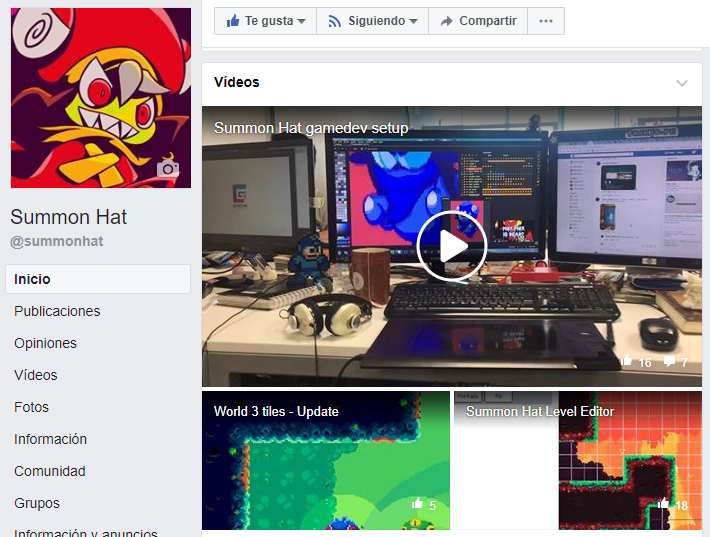 Te gusta
Siguiendo
Compartir
Summon Hat
@summonhat
Inicio
Publicaciones
Opiniones
Vídeos
Fotos
Información
Comunidad
Grupos
Información y anuncios
Vídeos
Summon Hat gamedev setup
16
7
World 3 tiles - Update
5
Summon Hat Level Editor
18